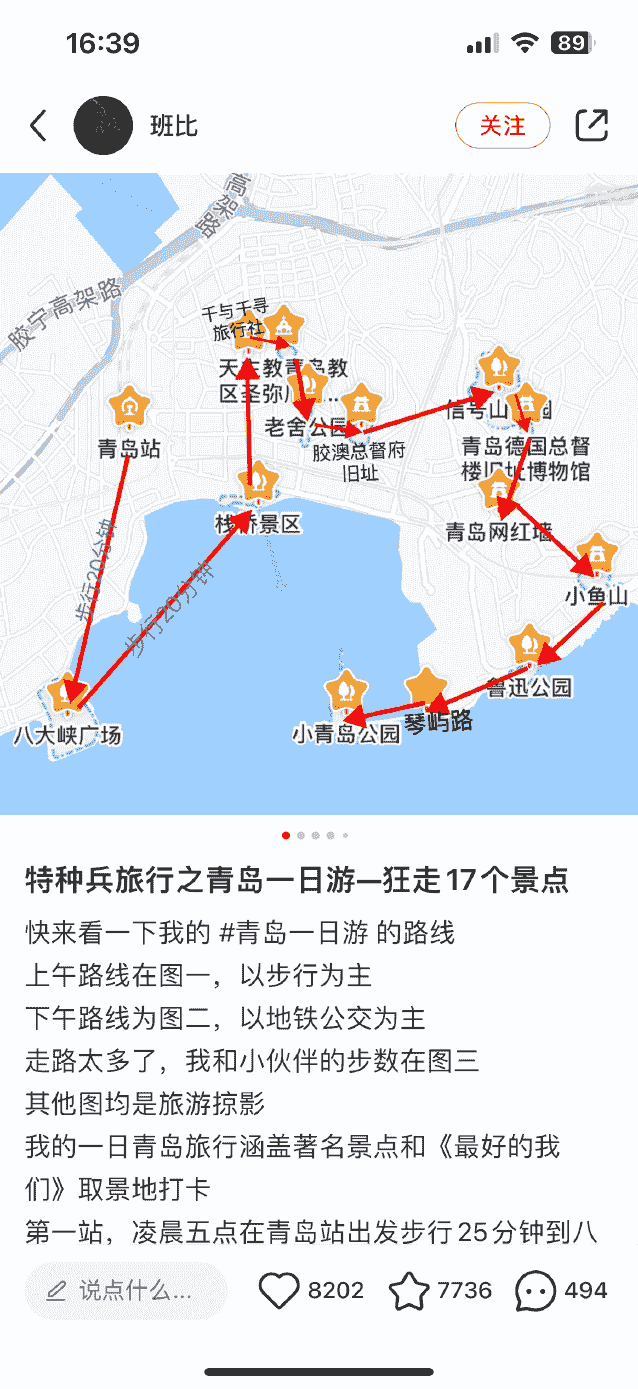 16:39
89
班比
关注
高架路
胶宁高架路
千与千寻
旅行社
天主教青岛教
区圣弥厂...
青岛站
老舍公园
胶澳总督府
旧址
信号山
青岛德国总督
楼旧址博物馆
栈桥景区
青岛网红墙
步行20分钟
步行20分钟
小鱼山
鲁迅公园
八大峡广场
小青岛公园
琴屿路
特种兵旅行之青岛一日游—狂走17个景点
快来看一下我的 #青岛一日游 的路线
上午路线在图一，以步行为主
下午路线为图二，以地铁公交为主
走路太多了，我和小伙伴的步数在图三
其他图均是旅游掠影
我的一日青岛旅行涵盖著名景点和《最好的我
们》取景地打卡
第一站，凌晨五点在青岛站出发步行25分钟到八
说点什么...
8202
7736
494